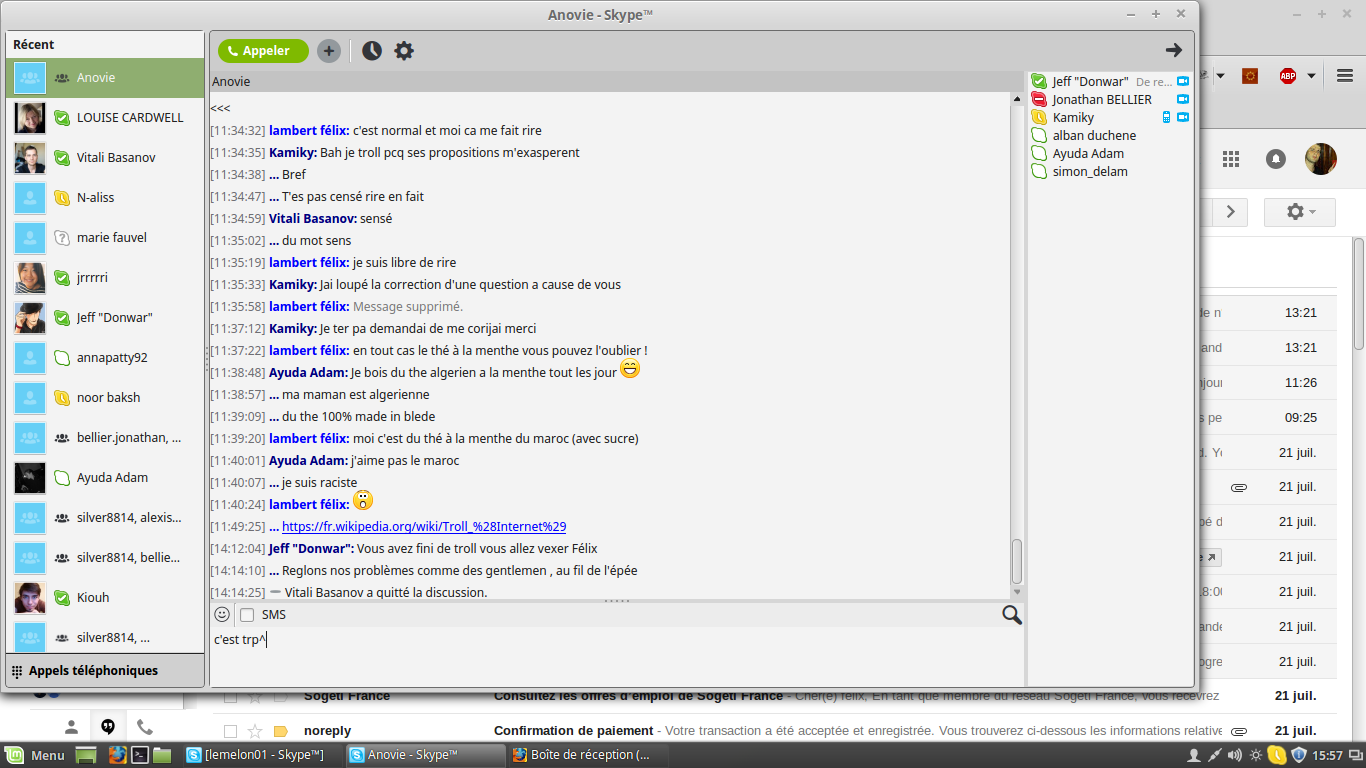 Anovie - Skype™
Récent
Anovie
LOUISE CARDWELL
Vitali Basanov
N-aliss
marie fauvel
jrrrrri
Jeff "Donwar"
annapatty92
noor baksh
bellier.jonathan, ...
Ayuda Adam
silver8814, alexis...
silver8814, bellie...
Kiouh
silver8814, ...
Appels téléphoniques
Appeler
Anovie
<<<
[11:34:32] lambert félix: c'est normal et moi ca me fait rire
[11:34:35] Kamiky: Bah je troll pcq ses propositions m'exasperent
[11:34:38] ... Bref
[11:34:47] ... T'es pas censé rire en fait
[11:34:59] Vitali Basanov: sensé
[11:35:02] ... du mot sens
[11:35:19] lambert félix: je suis libre de rire
[11:35:33] Kamiky: Jai loupé la correction d'une question a cause de vous
[11:35:58] lambert félix: Message supprimé.
[11:37:12] Kamiky: Je ter pa demandai de me corijai merci
[11:37:22] lambert félix: en tout cas le thé à la menthe vous pouvez l'oublier !
[11:38:48] Ayuda Adam: Je bois du the algerien a la menthe tout les jour
[11:38:57] ... ma maman est algerienne
[11:39:09] ... du the 100% made in blede
[11:39:20] lambert félix: moi c'est du thé à la menthe du maroc (avec sucre)
[11:40:01] Ayuda Adam: j'aime pas le maroc
[11:40:07] ... je suis raciste
[11:40:24] lambert félix:
[11:49:25] ... https://fr.wikipedia.org/wiki/Troll_%28Internet%29
[14:12:04] Jeff "Donwar": Vous avez fini de troll vous allez vexer Félix
[14:14:10] ... Reglons nos problèmes comme des gentlemen , au fil de l'épée
[14:14:25] Vitali Basanov a quitté la discussion.
SMS
c'est trp^
Jeff "Donwar" De re...
Jonathan BELLIER
Kamiky
alban duchene
Ayuda Adam
simon_delam
ABP
13:21
13:21
11:26
09:25
21 juil.
21 juil.
21 juil.
21 juil.
21 juil.
21 juil.
21 juil.
Sogeti France Consultez les offres d'emploi de Sogeti France - Cher(e) felix, En tant que membre du réseau Sogeti France, vous recevrez 21 juil.
noreply Confirmation de paiement - Votre transaction a été acceptée et enregistrée. Vous trouverez ci-dessous les informations relative 21 juil.
Menu [lemelon01 - Skype™] Anovie - Skype™ Boîte de réception (... 15:57